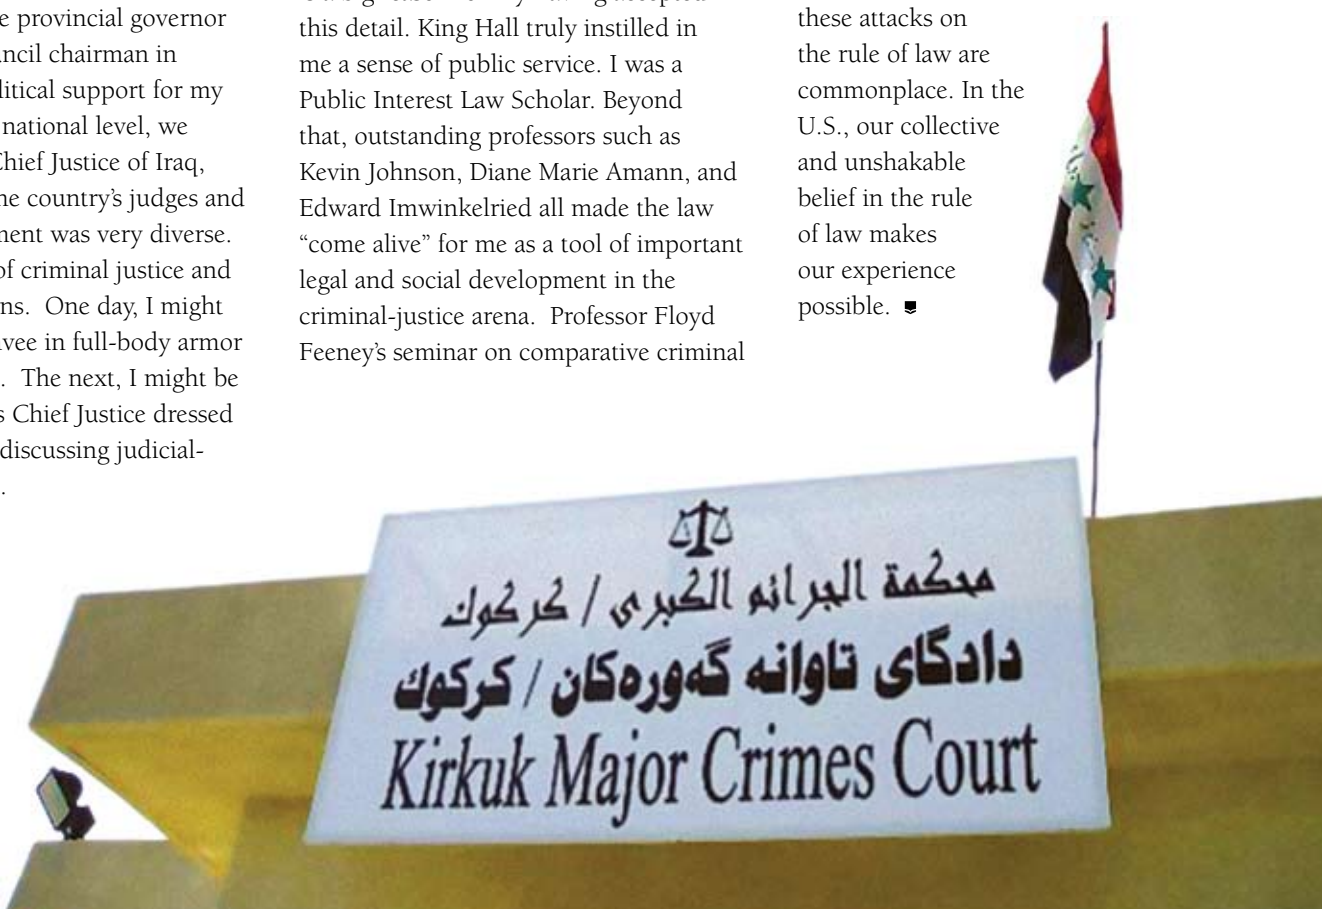 provincial governor
ncil chairman in
litical support for my
national level, we
Chief Justice of Iraq,
he country's judges and
ment was very diverse.
of criminal justice and
ns. One day, I might
vee in full-body armor
. The next, I might be
s Chief Justice dressed
discussing judicial-
.
this detail. King Hall truly instilled in
me a sense of public service. I was a
Public Interest Law Scholar. Beyond
that, outstanding professors such as
Kevin Johnson, Diane Marie Amann, and
Edward Imwinkelried all made the law
“come alive” for me as a tool of important
legal and social development in the
criminal-justice arena. Professor Floyd
Feeney's seminar on comparative criminal
these attacks on
the rule of law are
commonplace. In the
U.S., our collective
and unshakable
belief in the rule
of law makes
our experience
possible.
محكمة الجرائم الكبرى / كركوك
دادگای تاوانه گەورەكان / كركوك
Kirkuk Major Crimes Court